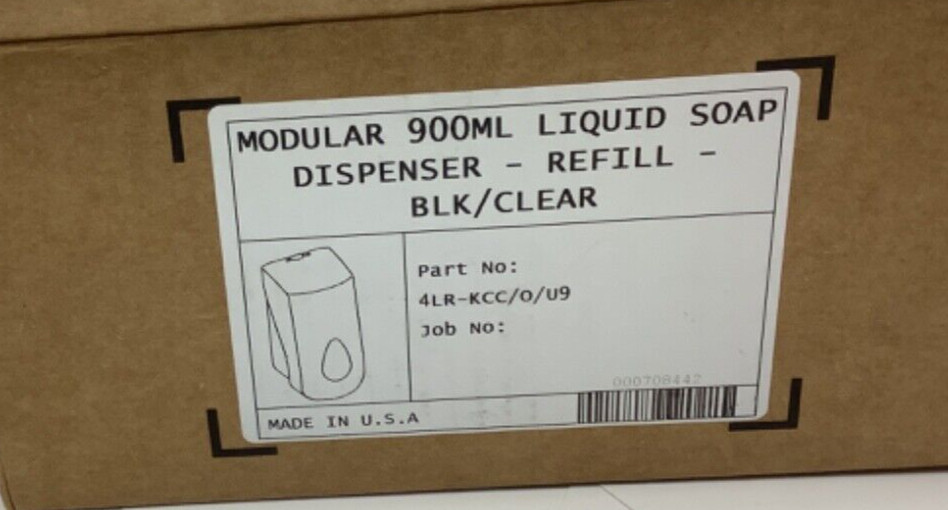 MODULAR 900ML LIQUID SOAP
DISPENSER - REFILL -
BLK/CLEAR
Part No:
4LR-KCC/O/U9
Job No:
000708442
MADE IN U.S.A